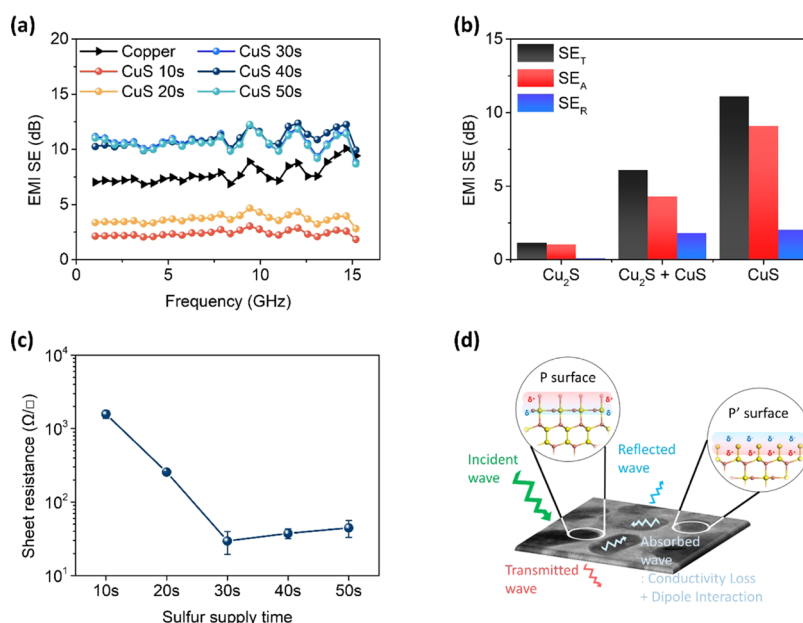 (a)
20
15
10
5
0
EMI SE (dB)
Copper
CuS 10s
CuS 20s
CuS 30s
CuS 40s
CuS 50s
0
5
10
15
Frequency (GHz)
(b)
15
10
5
0
EMI SE (dB)
SE_T
SE_A
SE_R
Cu₂S
Cu₂S + CuS
CuS
(c)
10⁴
10³
10²
10¹
Sheet resistance (Ω/□)
10s
20s
30s
40s
50s
Sulfur supply time
(d)
P surface
δ⁺ δ⁺
δ⁻ δ⁻
P' surface
δ⁻ δ⁻ δ⁻ δ⁻
δ⁺ δ⁺ δ⁺ δ⁺
Incident
wave
Reflected
wave
Absorbed
wave
: Conductivity Loss
+ Dipole Interaction
Transmitted
wave